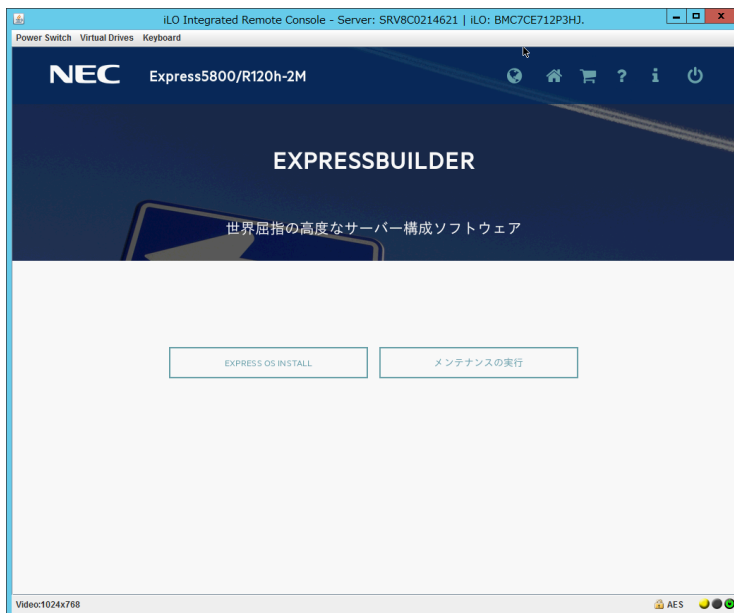 iLO Integrated Remote Console - Server: SRV8C0214621 | iLO: BMC7CE712P3HJ.
Power Switch Virtual Drives Keyboard
NEC Express5800/R120h-2M
EXPRESSBUILDER
世界屈指の高度なサーバー構成ソフトウェア
EXPRESS OS INSTALL メンテナンスの実行
Video:1024x768 AES